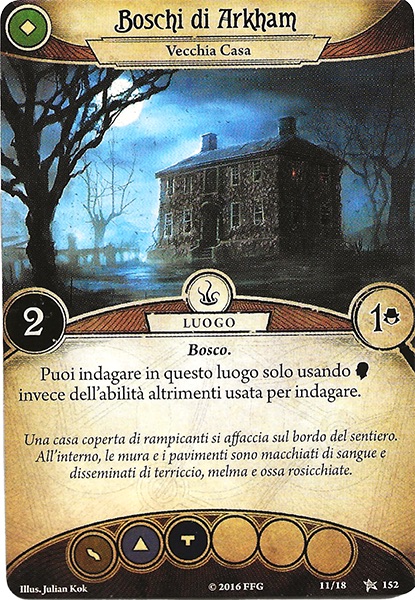 Boschi di Arkham
Vecchia Casa
2
1
LUOGO
Bosco.
Puoi indagare in questo luogo solo usando
invece dell'abilità altrimenti usata per indagare.
Una casa coperta di rampicanti si affaccia sul bordo del sentiero.
All'interno, le mura e i pavimenti sono macchiati di sangue e
disseminati di terriccio, melma e ossa rosicchiate.
Illus. Julian Kok
© 2016 FFG
11/18
152